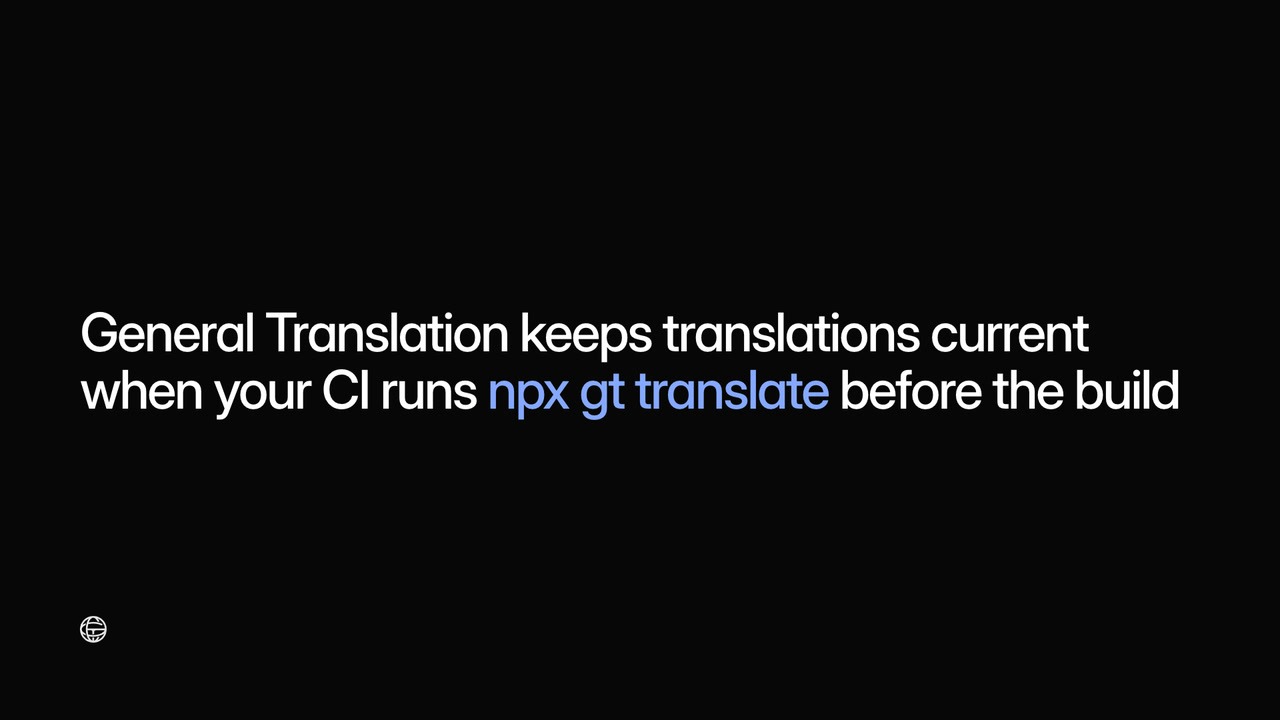 General Translation keeps translations current
when your CI runs npx gt translate before the build